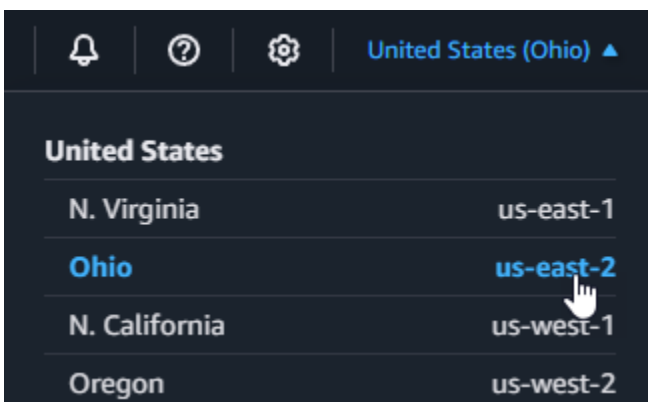 United States (Ohio)
United States
N. Virginia us-east-1
Ohio us-east-2
N. California us-west-1
Oregon us-west-2